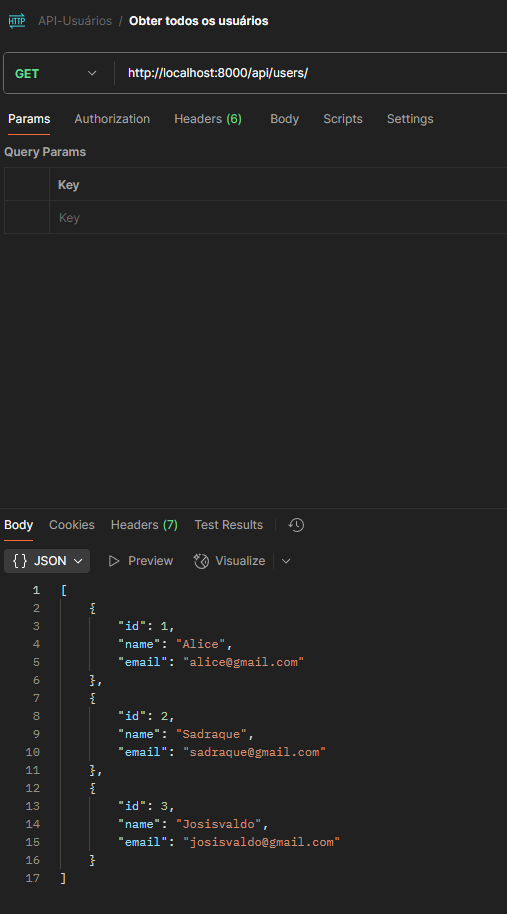 HTTP API-Usuários / Obter todos os usuários
GET http://localhost:8000/api/users/
Params Authorization Headers (6) Body Scripts Settings
Query Params
Key
Key
Body Cookies Headers (7) Test Results
{} JSON Preview Visualize
1 [
2 {
3 "id": 1,
4 "name": "Alice",
5 "email": "alice@gmail.com"
6 },
7 {
8 "id": 2,
9 "name": "Sadraque",
10 "email": "sadraque@gmail.com"
11 },
12 {
13 "id": 3,
14 "name": "Josisvaldo",
15 "email": "josisvaldo@gmail.com"
16 }
17 ]